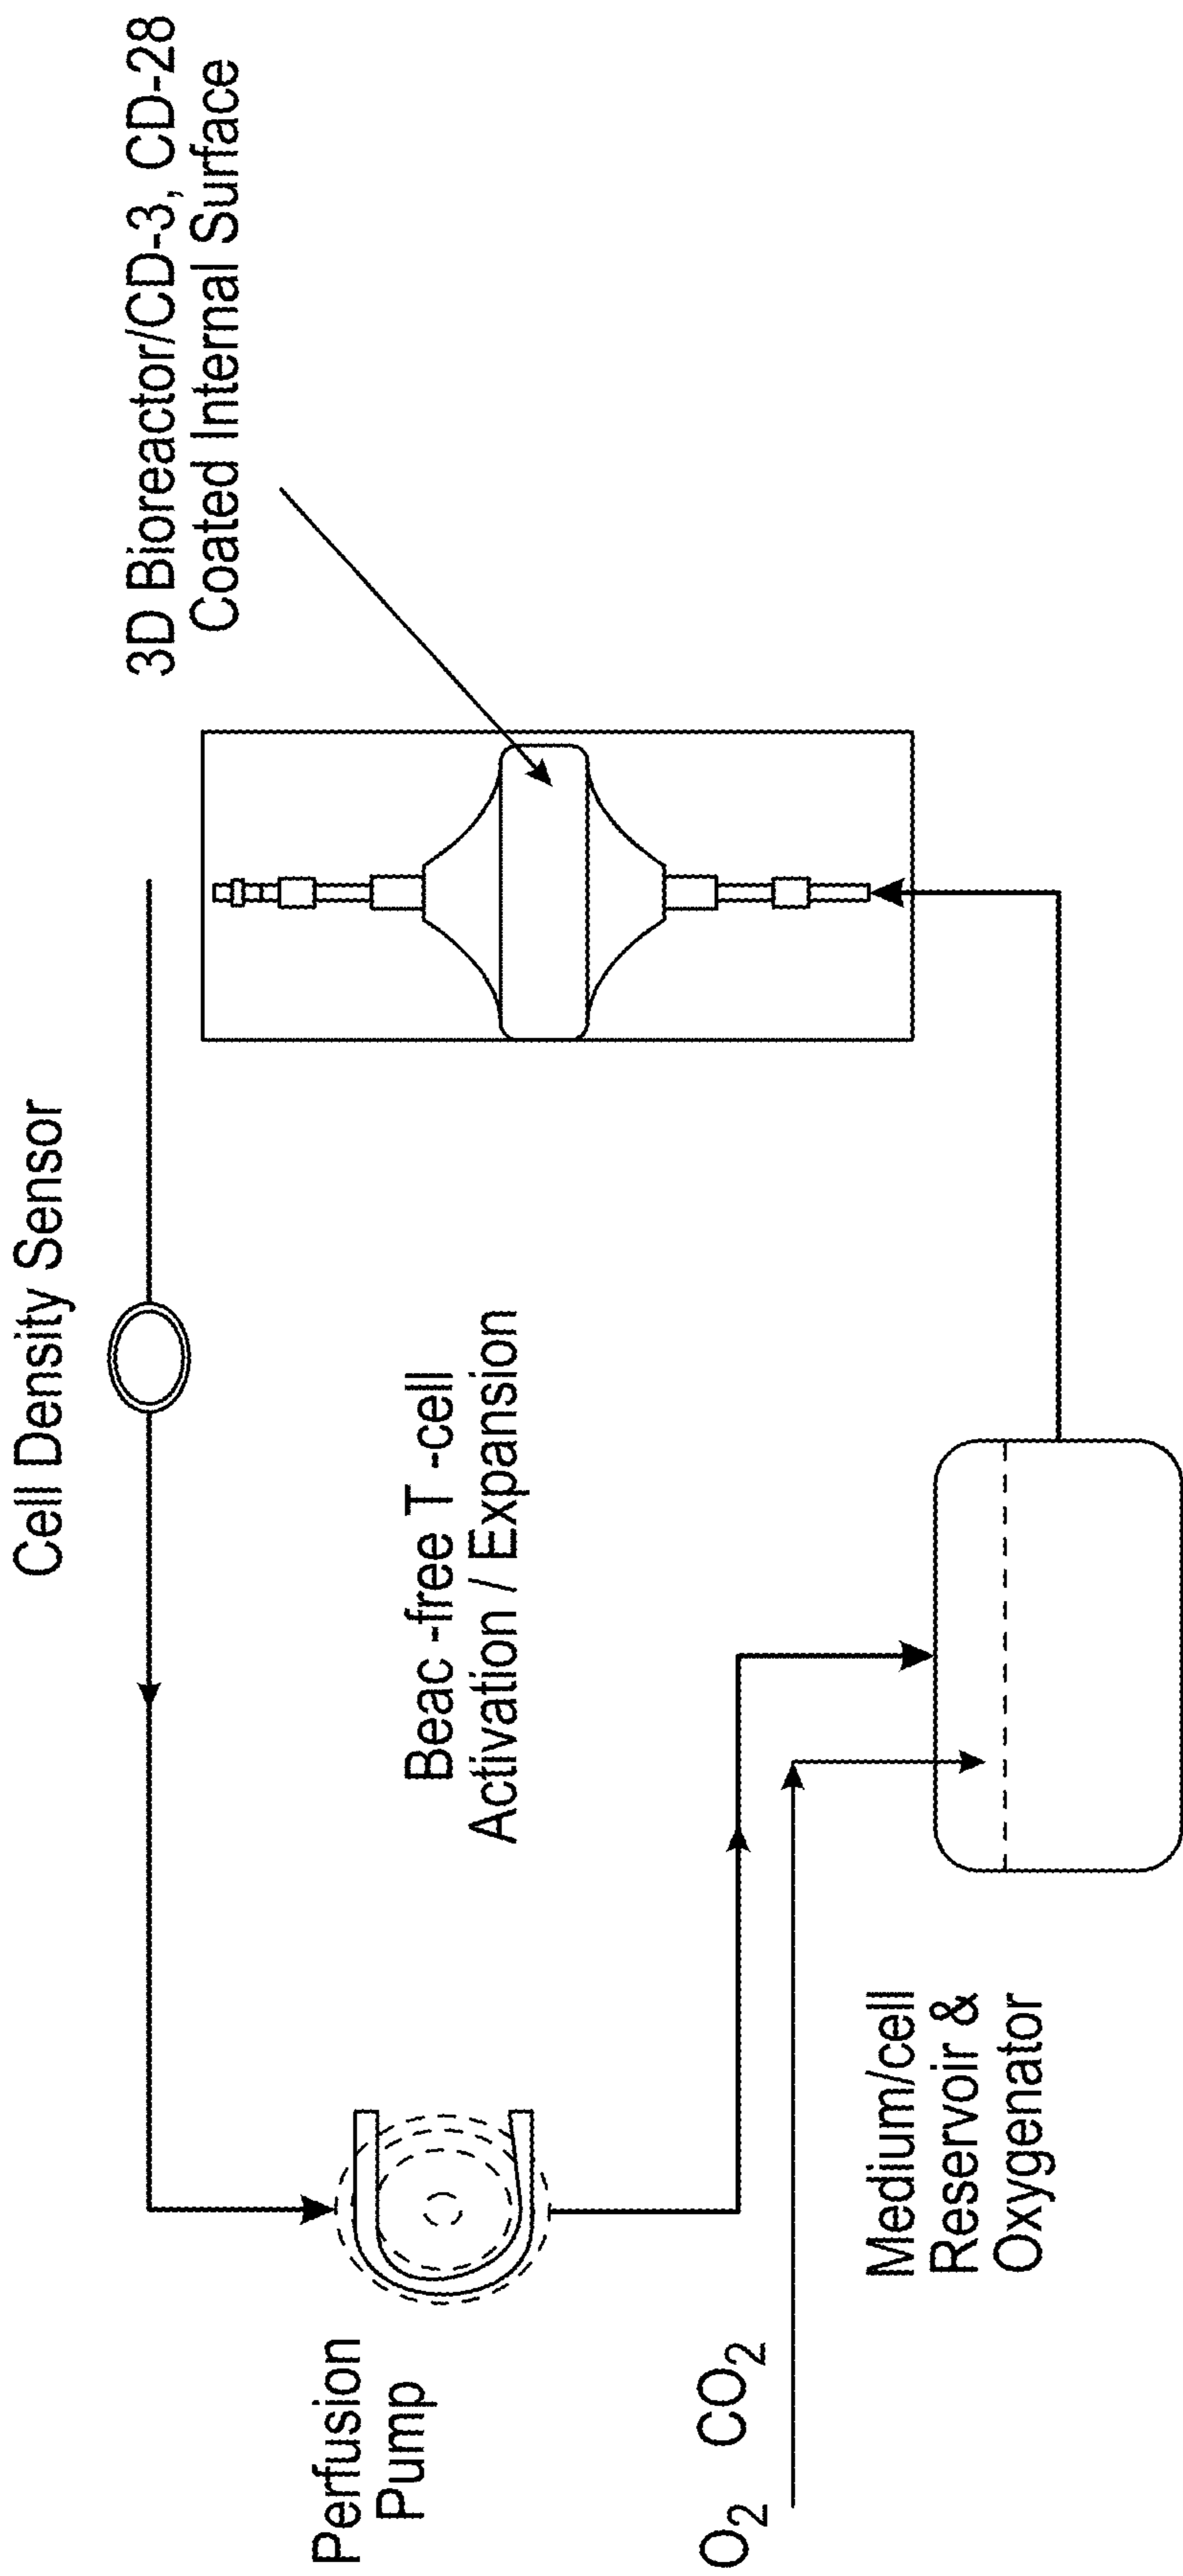 Cell Density Sensor
3D Bioreactor/CD-3, CD-28
Coated Internal Surface
Perfusion
Pump
Beac -free T -cell
Activation / Expansion
O2 CO2
Medium/cell
Reservoir &
Oxygenator